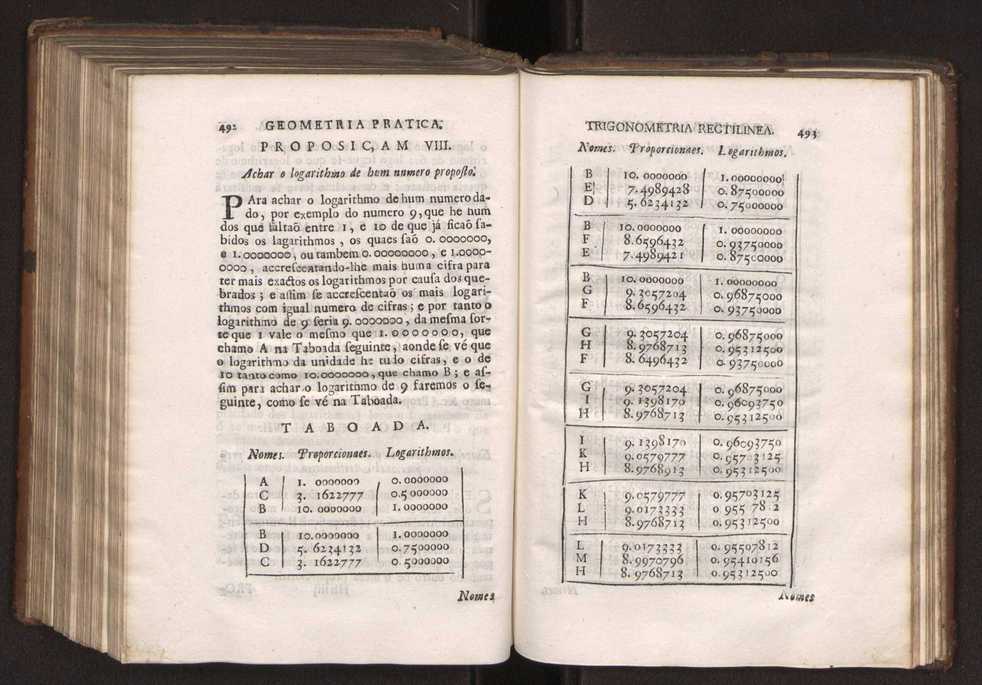 492 GEOMETRIA PRATICA.
PROPOSIC,AM VIII.
Achar o logarithmo de hum numero proposto.
PAra achar o logarithmo de hum numero da-
do, por exemplo do numero 9, que he hum
dos que faltaõ entre 1, e 10 de que já ficaõ sa-
bidos os lagarithmos, os quaes saõ 0.0000000,
e 1.0000000, ou tambem 0.0000000, e 1.0000-
0000, accrescentando-lhe mais huma cifra para
ter mais exactos os logarithmos por causa dos que-
brados; e assim se accrescentaõ os mais logari-
thmos com igual numero de cifras; e por tanto o
logarithmo de 9 seria 9.0000000, da mesma sor-
te que 1 vale o mesmo que 1.0000000, que
chamo A na Taboada seguinte, aonde se vé que
o logarithmo da unidade he tudo cifras, e o de
10 tanto como 10.0000000, que chamo B; e as-
sim para achar o logarithmo de 9 faremos o se-
guinte, como se vé na Taboada.
TABOADA.
Nomes. Proporcionaes. Logarithmos.
A 1. 0000000 0.0000000
C 3. 1622777 0.5000000
B 10. 0000000 1.0000000
B 10.0000000 1.0000000
D 5. 6234132 0.7500000
C 3. 1622777 0.5000000
Nomes
TRIGONOMETRIA RECTILINEA. 493
Nomes. Proporcionaes. Logarithmos.
B 10. 0000000 1.00000000
E 7.4989428 0.87500000
D 5.6234132 0.75000000
B 10.0000000 1.00000000
F 8.6596432 0.93750000
E 7.4989421 0.87500000
B 10.0000000 1.00000000
G 9.3057204 0.96875000
F 8.6596432 0.93750000
G 9.3057204 0.96875000
H 8.9768713 0.95312500
F 8.6496432 0.93750000
G 9.3057204 0.96875000
I 9.1398170 0.96093750
H 8.9768713 0.95312500
I 9.1398170 0.96093750
K 9.0579777 0.95703125
H 8.9768913 0.95312500
K 9.0579777 0.95703125
L 9.0173333 0 955 78 2
H 8.9768713 0.95312500
L 9.0173333 0.95507812
M 8.9970796 0.95410156
H 8.9768713 0.95312500
Nomes